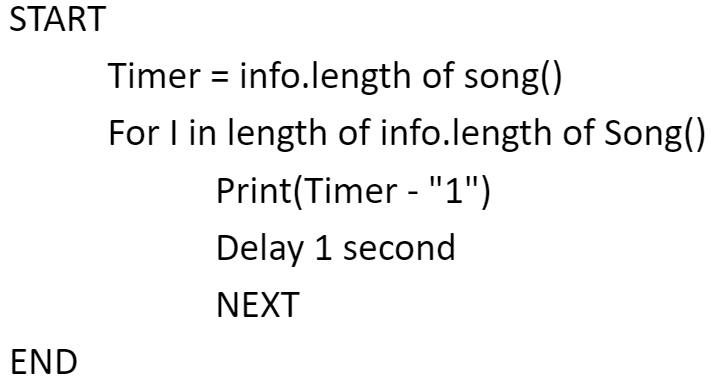 START
Timer = info.length of song()
For I in length of info.length of Song()
Print(Timer - "1")
Delay 1 second
NEXT
END